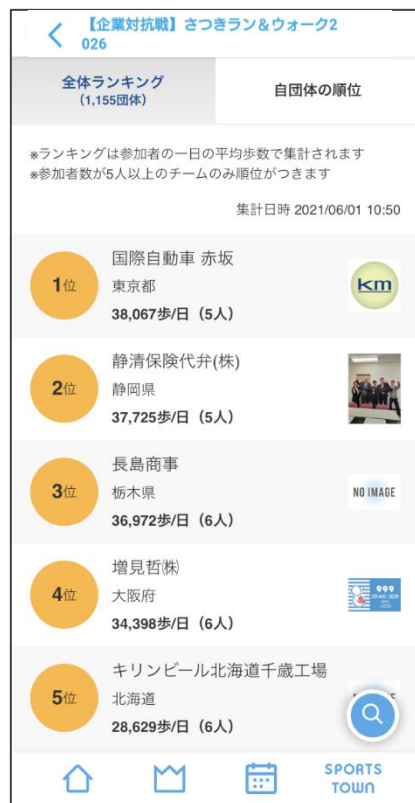 【企業対抗戦】さつきラン＆ウォーク2
026
全体ランキング
(1,155団体)
自団体の順位
※ランキングは参加者の一日の平均歩数で集計されます
※参加者数が5人以上のチームのみ順位がつきます
集計日時 2021/06/01 10:50
1位
国際自動車 赤坂
東京都
38,067歩/日（5人）
km
2位
静清保険代弁(株)
静岡県
37,725歩/日（5人）
3位
長島商事
栃木県
36,972歩/日（6人）
NO IMAGE
4位
増見哲㈱
大阪府
34,398歩/日（6人）
999
5位
キリンビール北海道千歳工場
北海道
28,629歩/日（6人）
SPORTS
TOWN